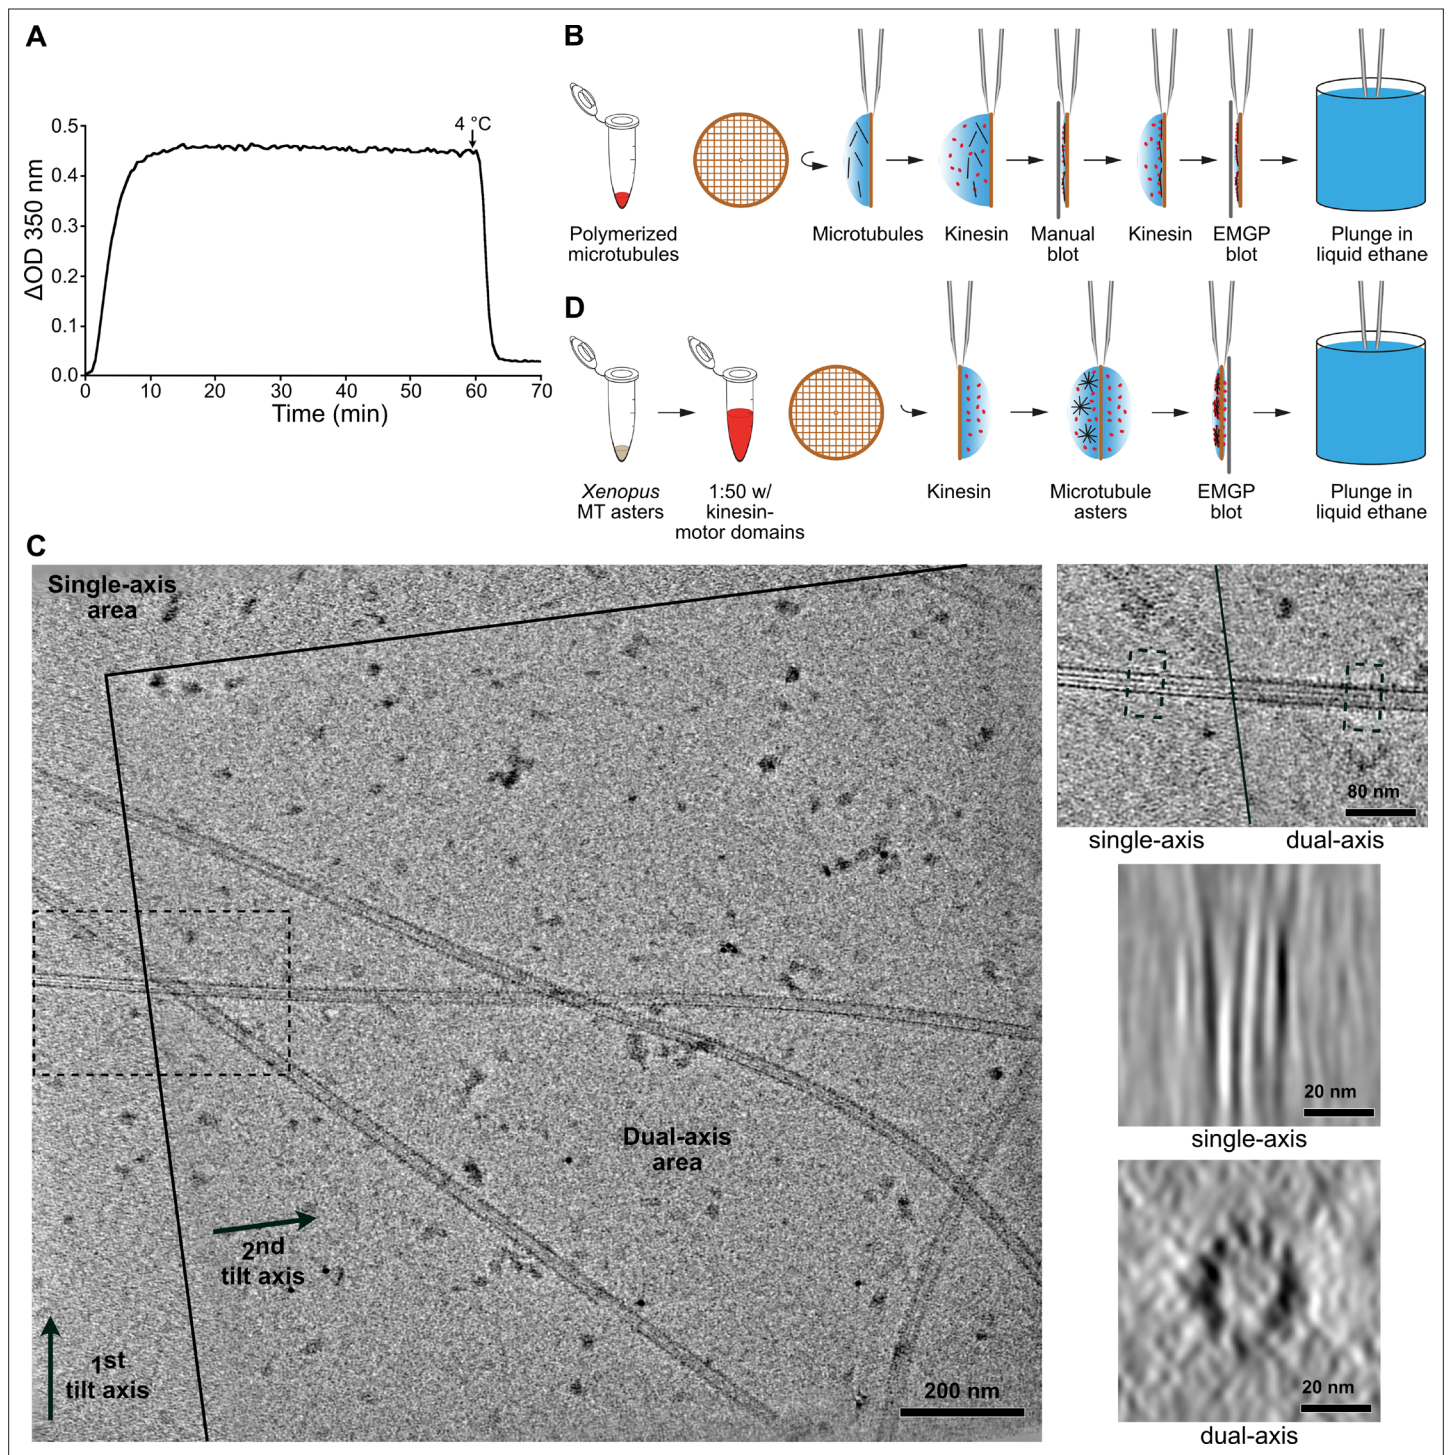 A
ΔOD 350 nm
0.5
0.4
0.3
0.2
0.1
0.0
4 °C
0
10
20
30
40
50
60
70
Time (min)
B
Polymerized
microtubules
Microtubules
Kinesin
Manual
blot
Kinesin
EMGP
blot
Plunge in
liquid ethane
D
Xenopus
MT asters
1:50 w/
kinesin-
motor domains
Kinesin
Microtubule
asters
EMGP
blot
Plunge in
liquid ethane
C
Single-axis
area
Dual-axis
area
2nd
tilt axis
1st
tilt axis
200 nm
80 nm
single-axis
dual-axis
20 nm
single-axis
20 nm
dual-axis